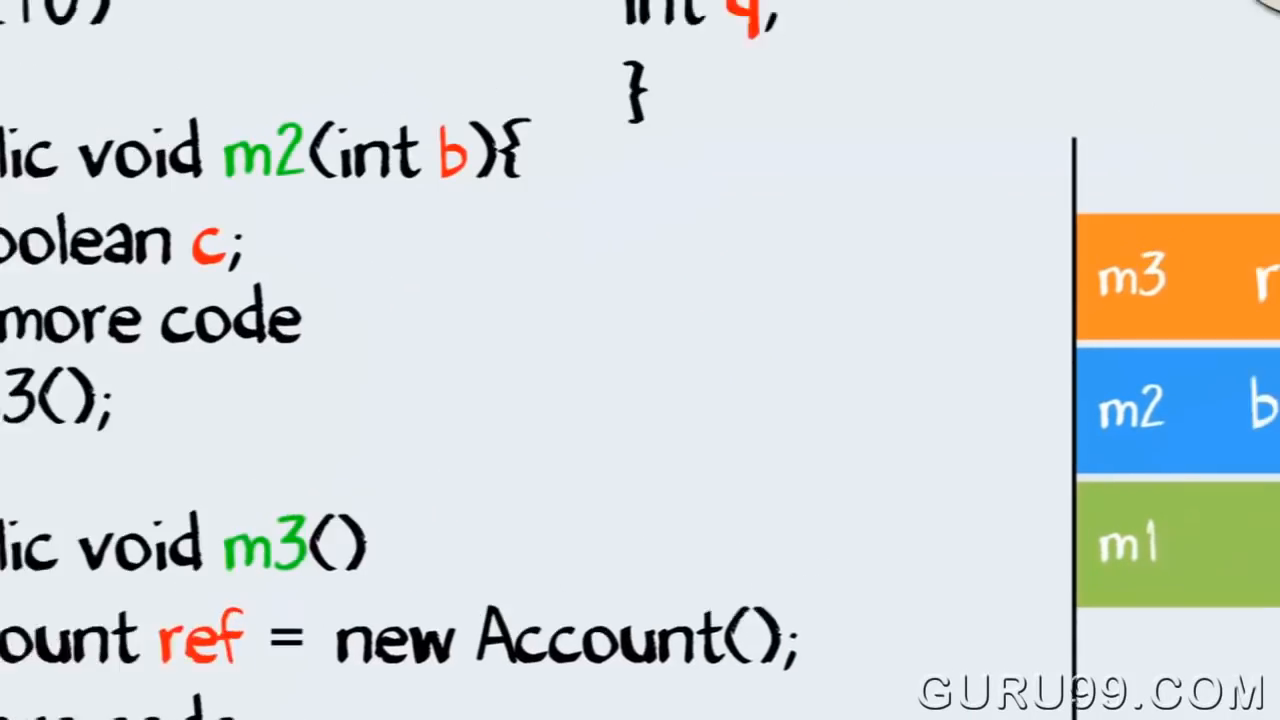 int q;
}
lic void m2(int b){
oolean c;
more code
3();
lic void m3()
ount ref = new Account();
m3 r
m2 b
m1
GURU99.COM